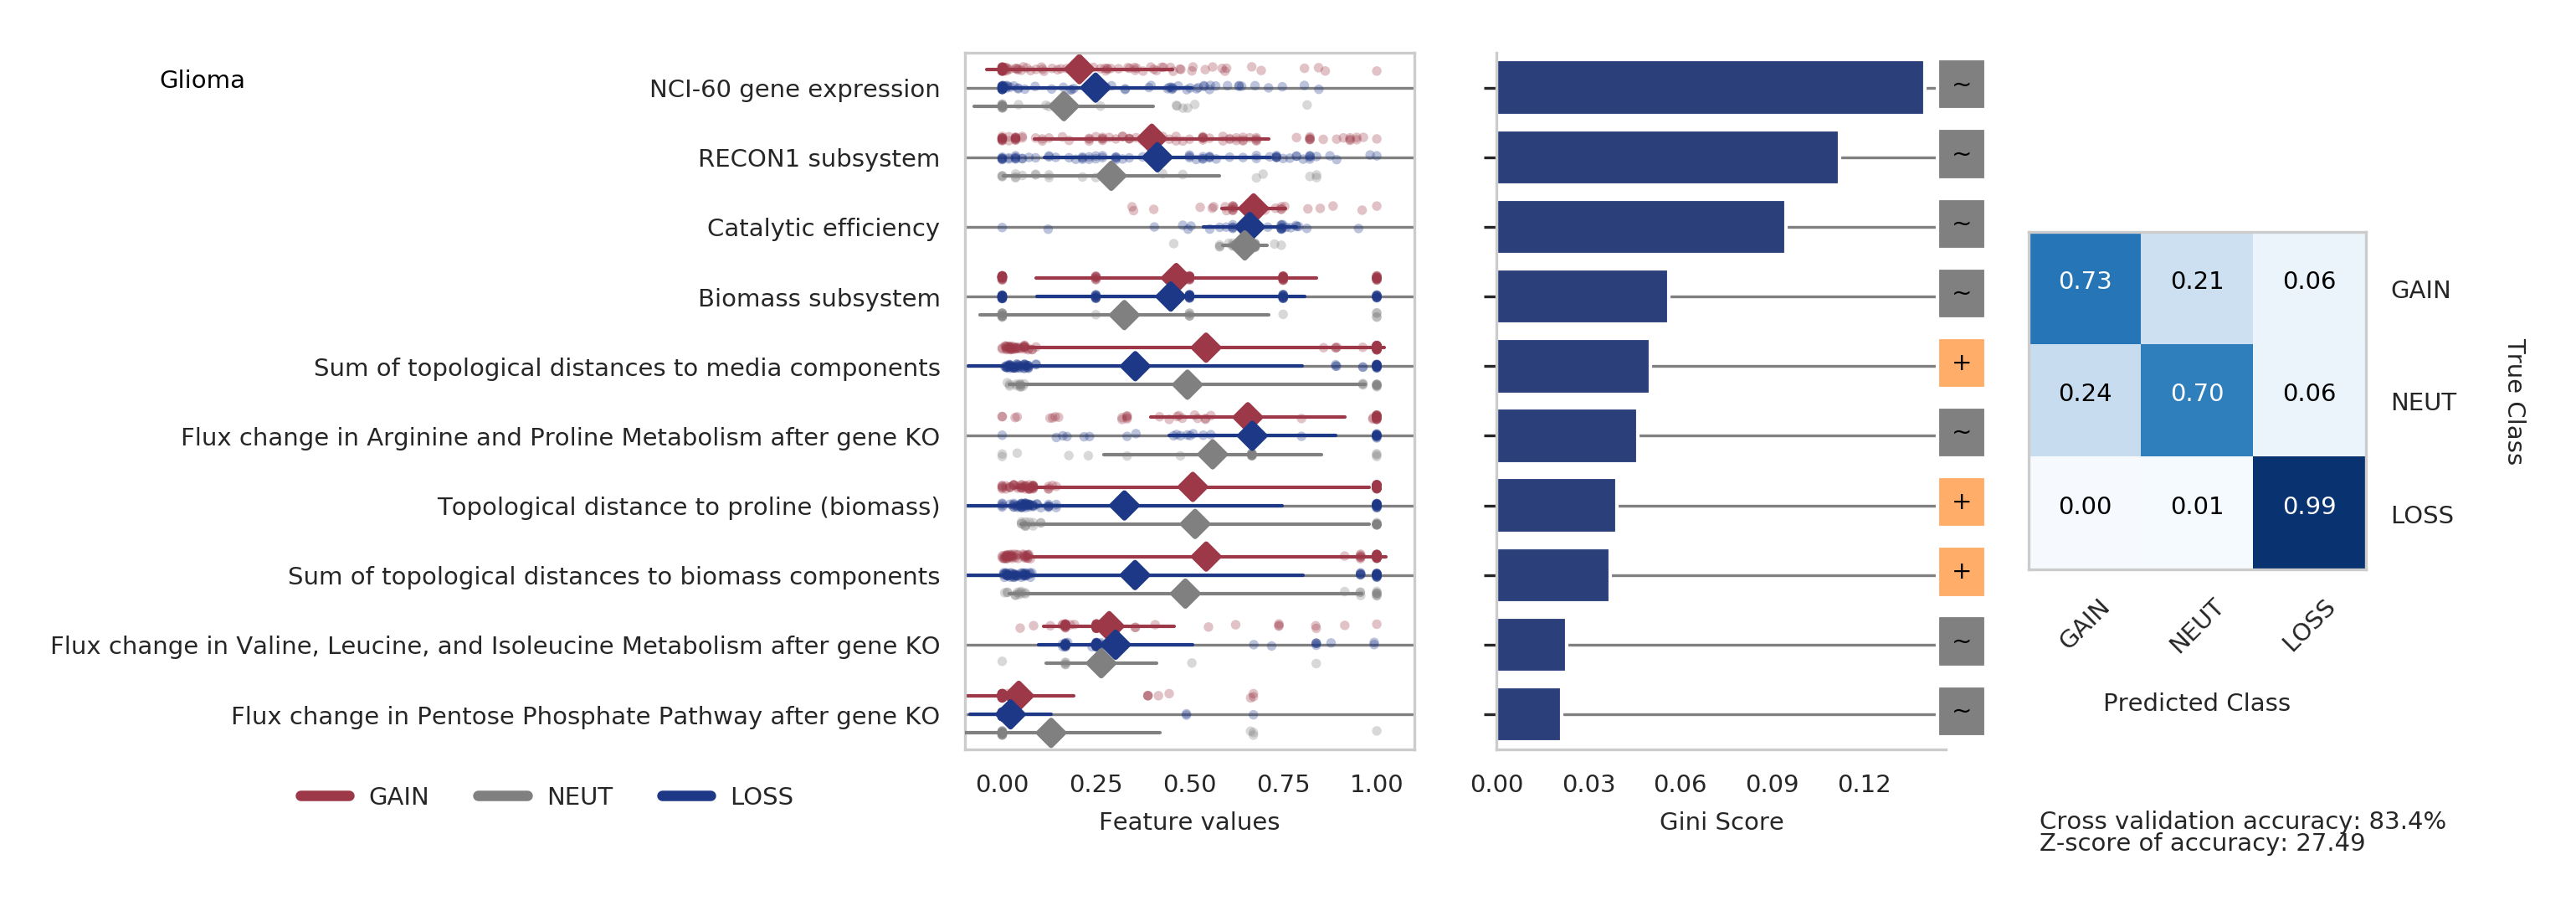 Glioma
NCI-60 gene expression
RECON1 subsystem
Catalytic efficiency
Biomass subsystem
Sum of topological distances to media components
Flux change in Arginine and Proline Metabolism after gene KO
Topological distance to proline (biomass)
Sum of topological distances to biomass components
Flux change in Valine, Leucine, and Isoleucine Metabolism after gene KO
Flux change in Pentose Phosphate Pathway after gene KO
GAIN NEUT LOSS
0.00 0.25 0.50 0.75 1.00
Feature values
~
~
~
~
+
~
+
+
~
~
0.00 0.03 0.06 0.09 0.12
Gini Score
0.73 0.21 0.06 GAIN
0.24 0.70 0.06 NEUT
0.00 0.01 0.99 LOSS
True Class
GAIN NEUT LOSS
Predicted Class
Cross validation accuracy: 83.4%
Z-score of accuracy: 27.49